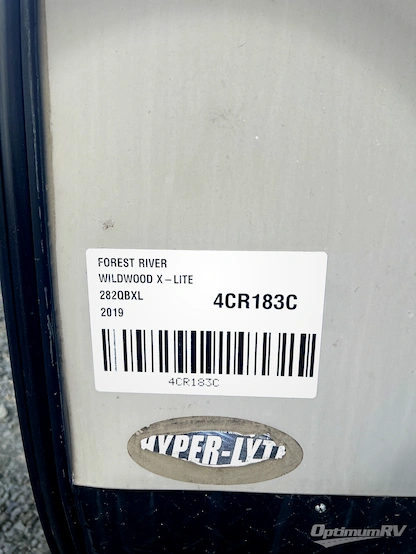 FOREST RIVER
WILDWOOD X-LITE
282QBXL
2019
4CR183C
4CR183C
HYPER-LYTE
OptimumRV